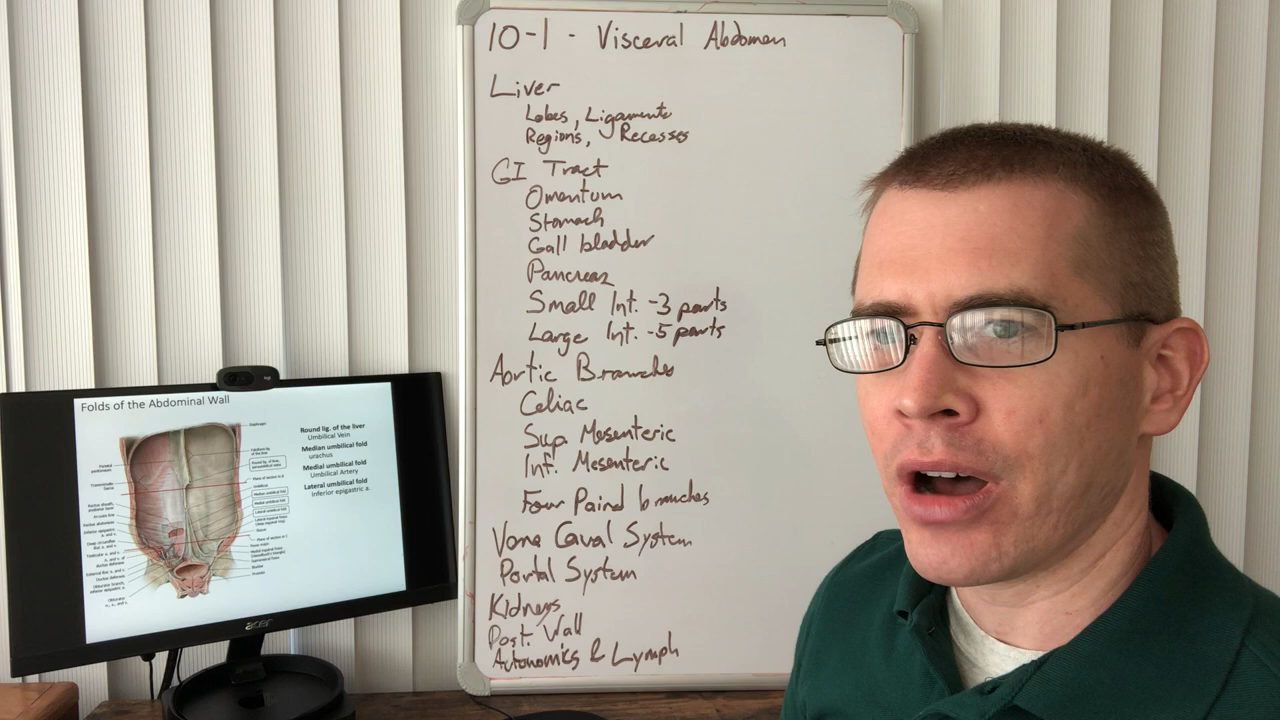 10-1 - Visceral Abdomen
Liver
Lobes, Ligaments
Regions, Recesses
GI Tract
Omentum
Stomach
Gall bladder
Pancreas
Small Int. -3 parts
Large Int. -5 parts
Aortic Branches
Celiac
Sup. Mesenteric
Inf. Mesenteric
Four Paired branches
Vena Caval System
Portal System
Kidneys
Post. Wall
Autonomics & Lymph
Folds of the Abdominal Wall
Round lig. of the liver
Umbilical Vein
Median umbilical fold
urachus
Medial umbilical fold
Umbilical Artery
Lateral umbilical fold
Inferior epigastric a.
acer